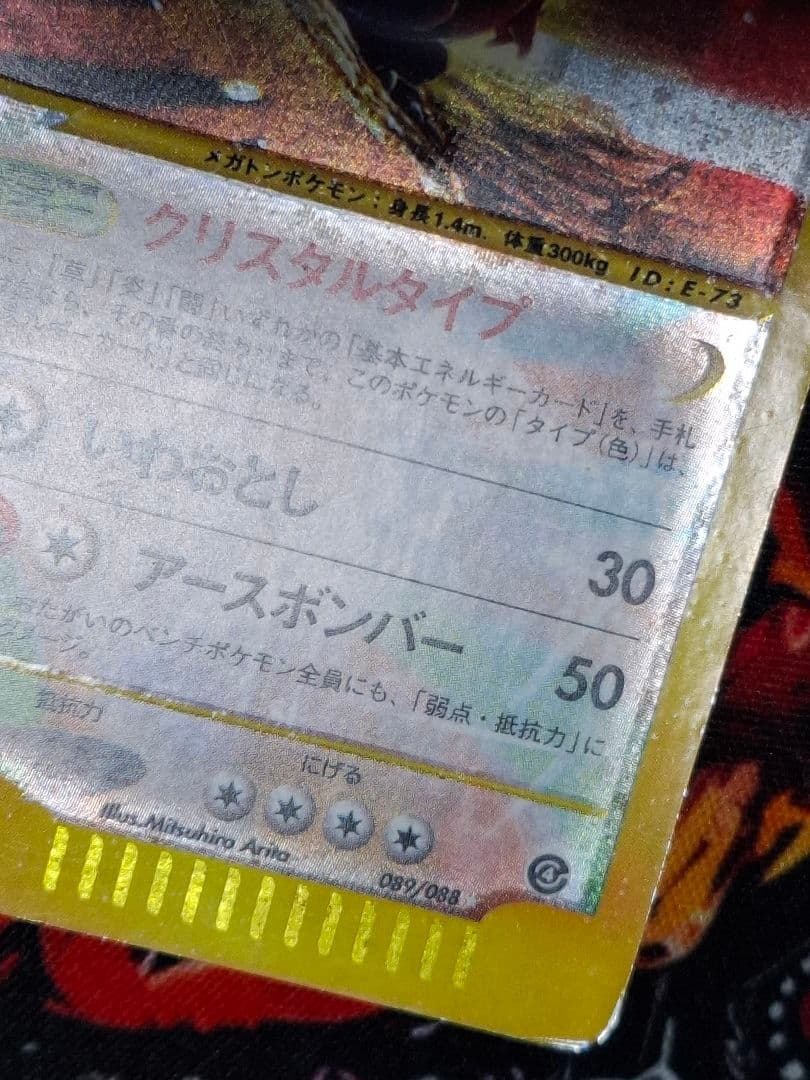 メガトンポケモン：身長1.4m. 体重300kg ID:E-73
クリスタルタイプ
「草」「炎」「闘」いずれかの「基本エネルギーカード」を、手札
その番の終わりまで、このポケモンの「タイプ（色）」は、
ルギーカード」と同じになる。
いわおとし 30
アースボンバー 50
おたがいのベンチポケモン全員にも、「弱点・抵抗力」に
抵抗力
にげる
Illus. Mitsuhiro Arita
089/088